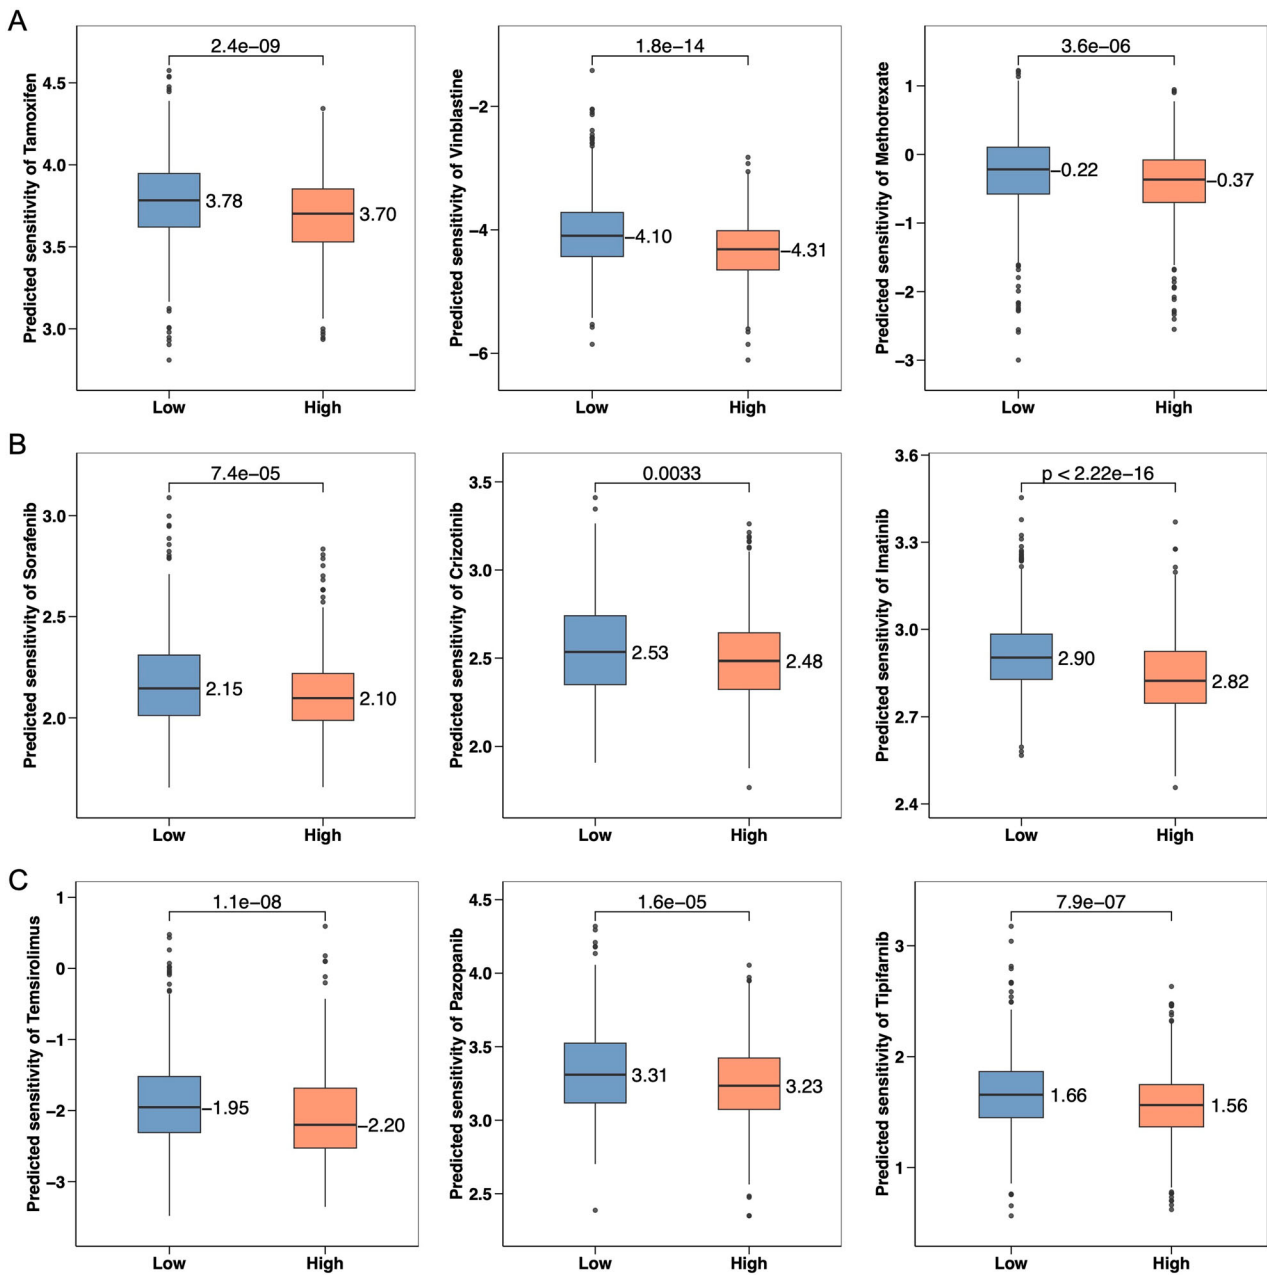 A
Predicted sensitivity of Tamoxifen
4.5
4.0
3.5
3.0
2.4e−09
3.78
3.70
Low
High
Predicted sensitivity of Vinblastine
−2
−4
−6
1.8e−14
−4.10
−4.31
Low
High
Predicted sensitivity of Methotrexate
1
0
−1
−2
−3
3.6e−06
−0.22
−0.37
Low
High
B
Predicted sensitivity of Sorafenib
3.0
2.5
2.0
7.4e−05
2.15
2.10
Low
High
Predicted sensitivity of Crizotinib
3.5
3.0
2.5
2.0
0.0033
2.53
2.48
Low
High
Predicted sensitivity of Imatinib
3.6
3.3
3.0
2.7
2.4
p < 2.22e−16
2.90
2.82
Low
High
C
Predicted sensitivity of Temsirolimus
1
0
−1
−2
−3
1.1e−08
−1.95
−2.20
Low
High
Predicted sensitivity of Pazopanib
4.5
4.0
3.5
3.0
2.5
1.6e−05
3.31
3.23
Low
High
Predicted sensitivity of Tipifarnib
3
2
1
7.9e−07
1.66
1.56
Low
High